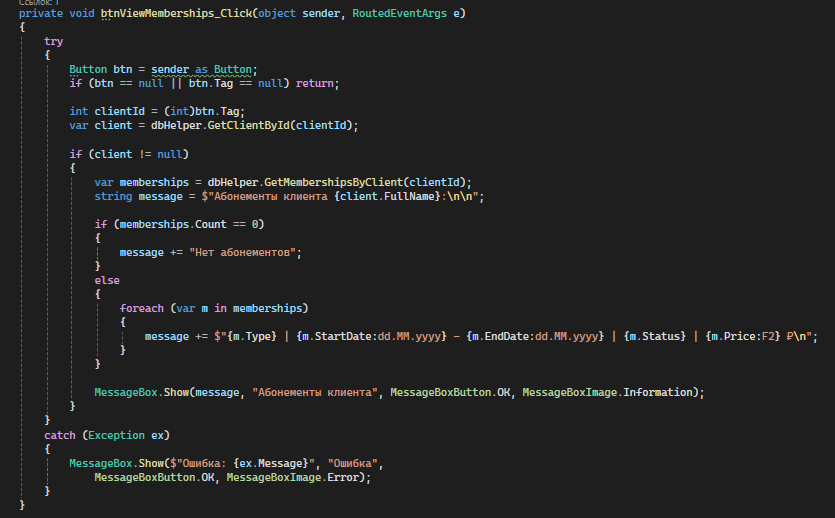 Ссылок: 1
private void btnViewMemberships_Click(object sender, RoutedEventArgs e)
{
    try
    {
        Button btn = sender as Button;
        if (btn == null || btn.Tag == null) return;

        int clientId = (int)btn.Tag;
        var client = dbHelper.GetClientById(clientId);

        if (client != null)
        {
            var memberships = dbHelper.GetMembershipsByClient(clientId);
            string message = $"Абонементы клиента {client.FullName}:\n\n";

            if (memberships.Count == 0)
            {
                message += "Нет абонементов";
            }
            else
            {
                foreach (var m in memberships)
                {
                    message += $"{m.Type} | {m.StartDate:dd.MM.yyyy} - {m.EndDate:dd.MM.yyyy} | {m.Status} | {m.Price:F2} ₽\n";
                }
            }

            MessageBox.Show(message, "Абонементы клиента", MessageBoxButton.OK, MessageBoxImage.Information);
        }
    }
    catch (Exception ex)
    {
        MessageBox.Show($"Ошибка: {ex.Message}", "Ошибка",
            MessageBoxButton.OK, MessageBoxImage.Error);
    }
}